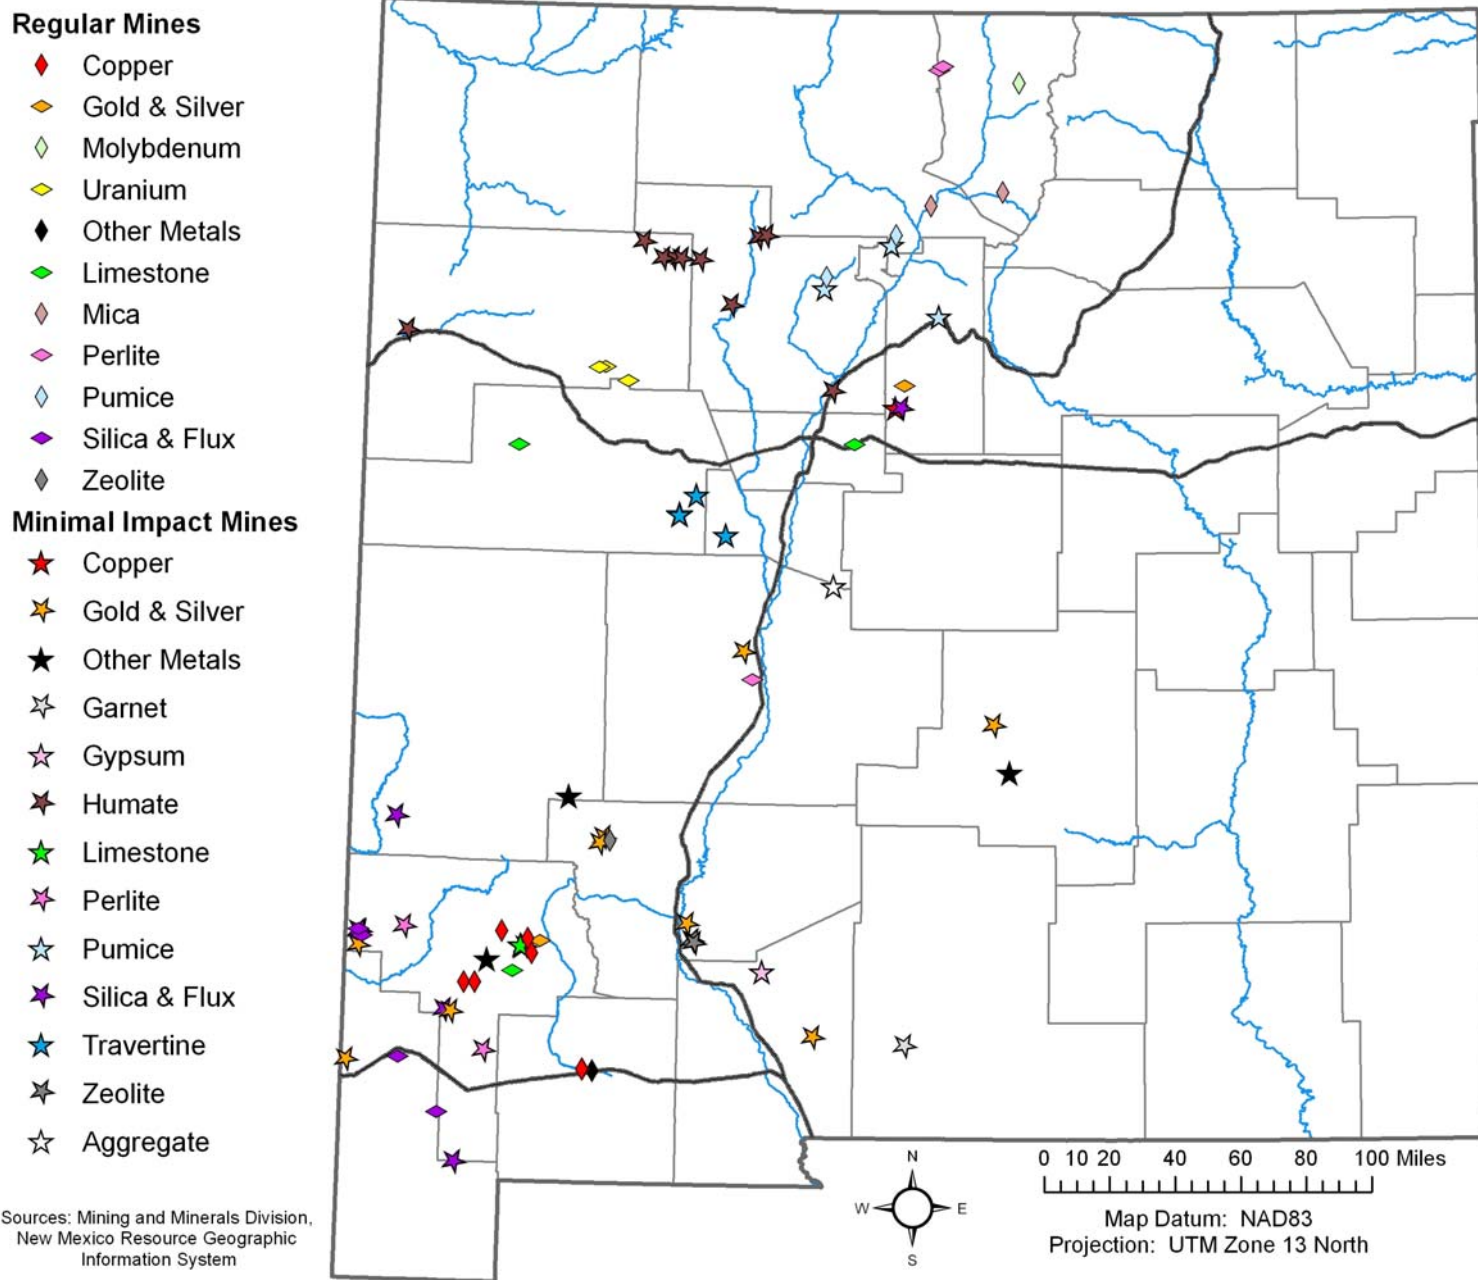 Regular Mines
Copper
Gold & Silver
Molybdenum
Uranium
Other Metals
Limestone
Mica
Perlite
Pumice
Silica & Flux
Zeolite
Minimal Impact Mines
Copper
Gold & Silver
Other Metals
Garnet
Gypsum
Humate
Limestone
Perlite
Pumice
Silica & Flux
Travertine
Zeolite
Aggregate
Sources: Mining and Minerals Division,
New Mexico Resource Geographic
Information System
N
W E
S
0 10 20 40 60 80 100 Miles
Map Datum: NAD83
Projection: UTM Zone 13 North